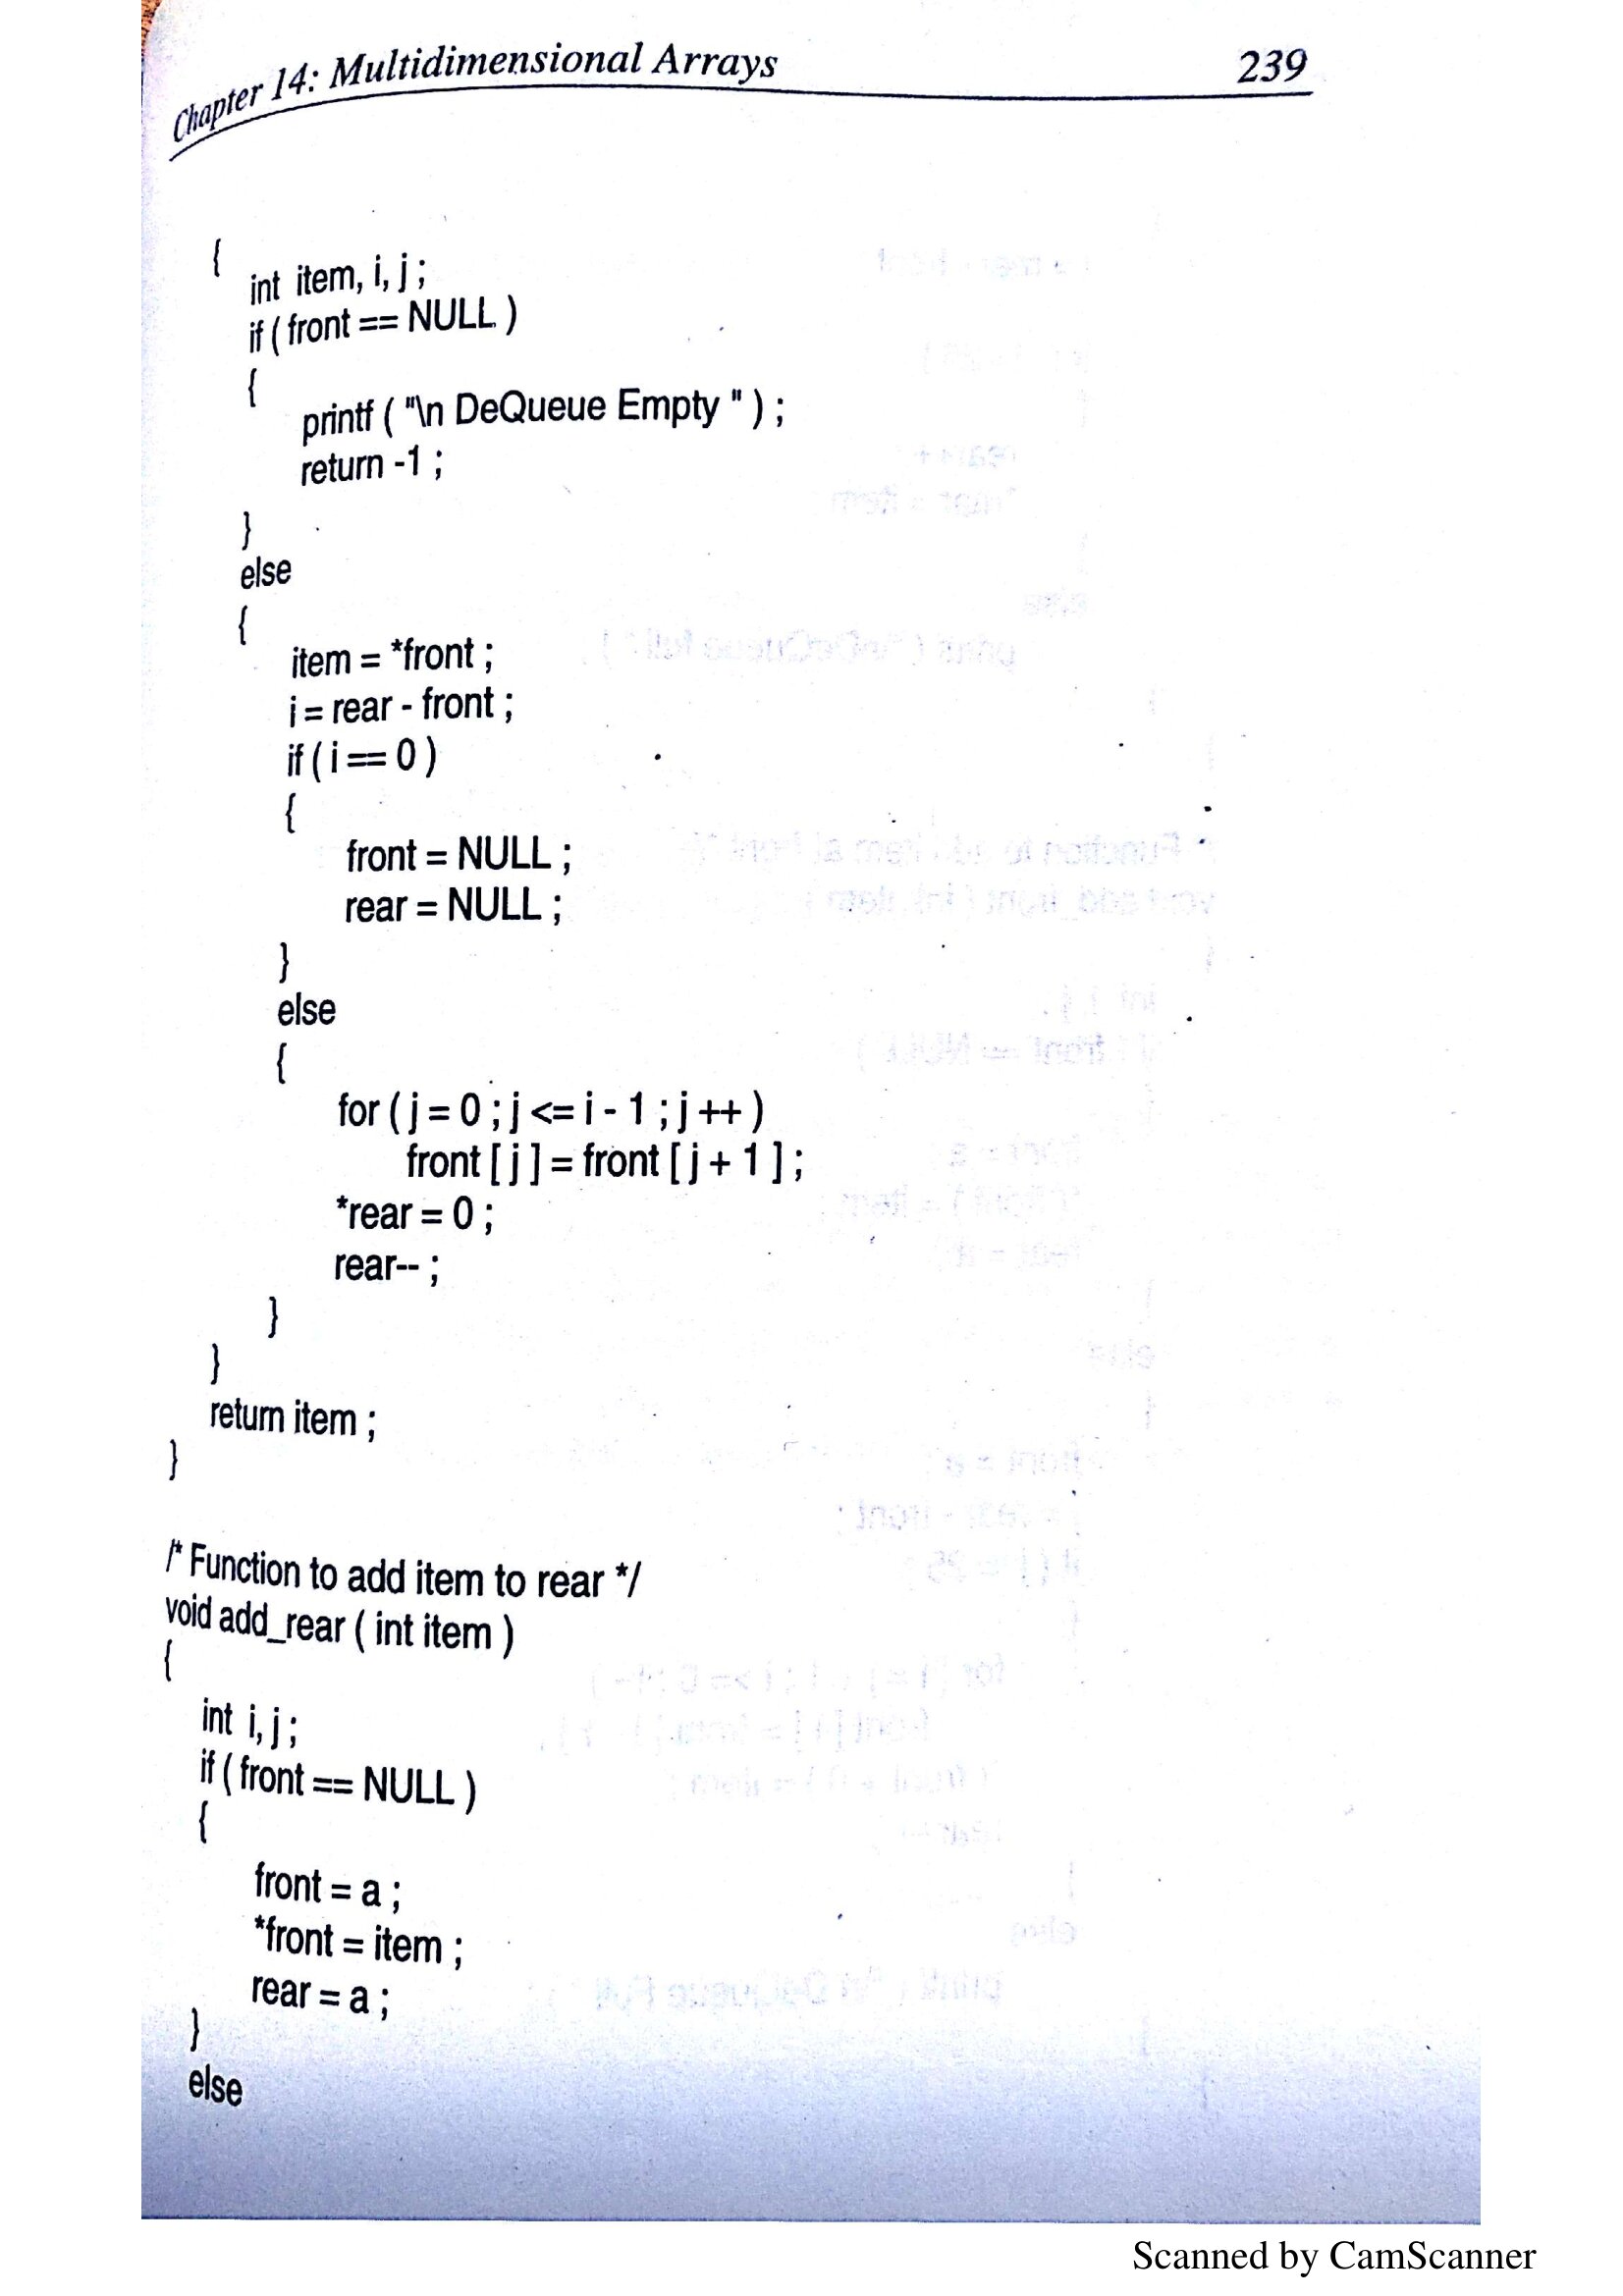 Chapter 14: Multidimensional Arrays 239
{
int item, i, j ;
if ( front == NULL )
{
printf ( "\n DeQueue Empty " ) ;
return -1 ;
}
else
{
item = *front ;
i = rear - front ;
if ( i == 0 )
{
front = NULL ;
rear = NULL ;
}
else
{
for ( j = 0 ; j <= i - 1 ; j ++ )
front [ j ] = front [ j + 1 ] ;
*rear = 0 ;
rear-- ;
}
}
return item ;
}
/* Function to add item to rear */
void add_rear ( int item )
{
int i, j ;
if ( front == NULL )
{
front = a ;
*front = item ;
rear = a ;
}
else
Scanned by CamScanner